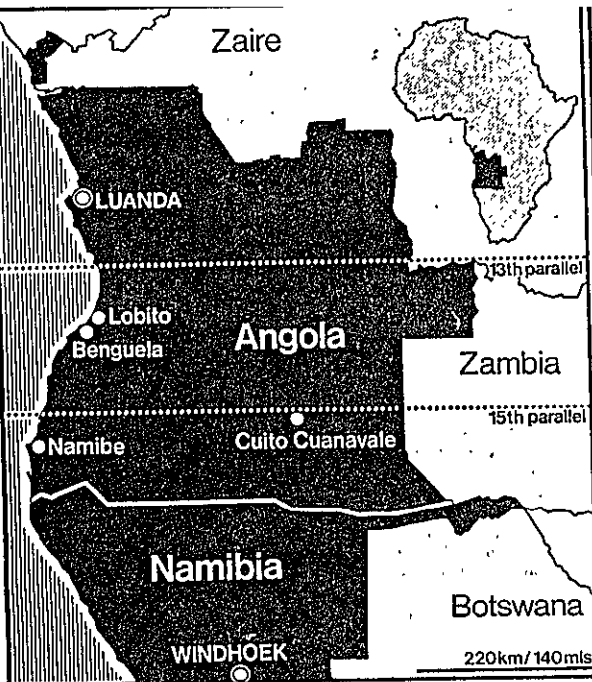 Zaire
LUANDA
13th parallel
Lobito
Benguela
Angola
Zambia
15th parallel
Namibe
Cuito Cuanavale
Namibia
Botswana
WINDHOEK
220km/140mls